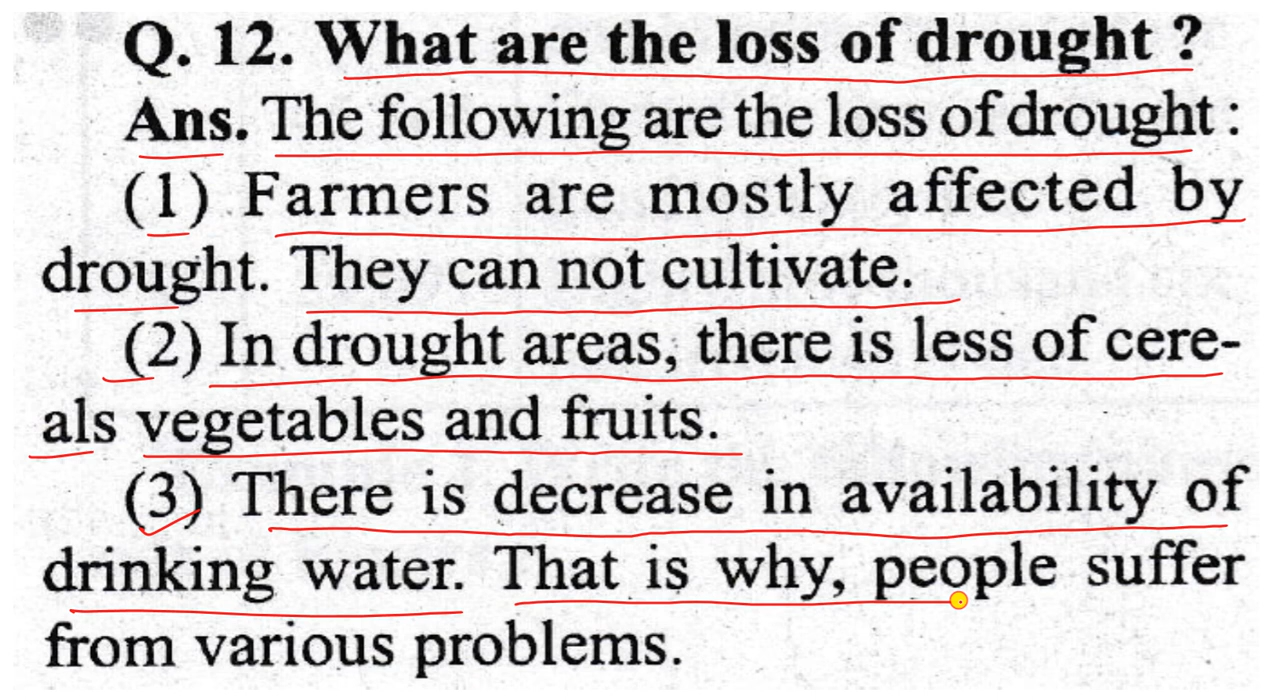 Q. 12. What are the loss of drought ?
Ans. The following are the loss of drought :
(1) Farmers are mostly affected by
drought. They can not cultivate.
(2) In drought areas, there is less of cere-
als vegetables and fruits.
(3) There is decrease in availability of
drinking water. That is why, people suffer
from various problems.